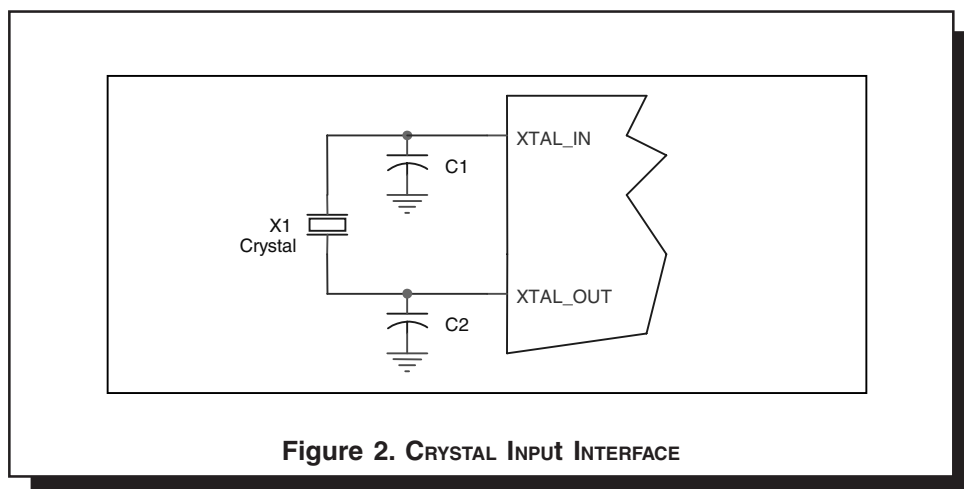 XTAL_IN
C1
X1
Crystal
XTAL_OUT
C2
Figure 2. CRYSTAL INPUt INTERFACE